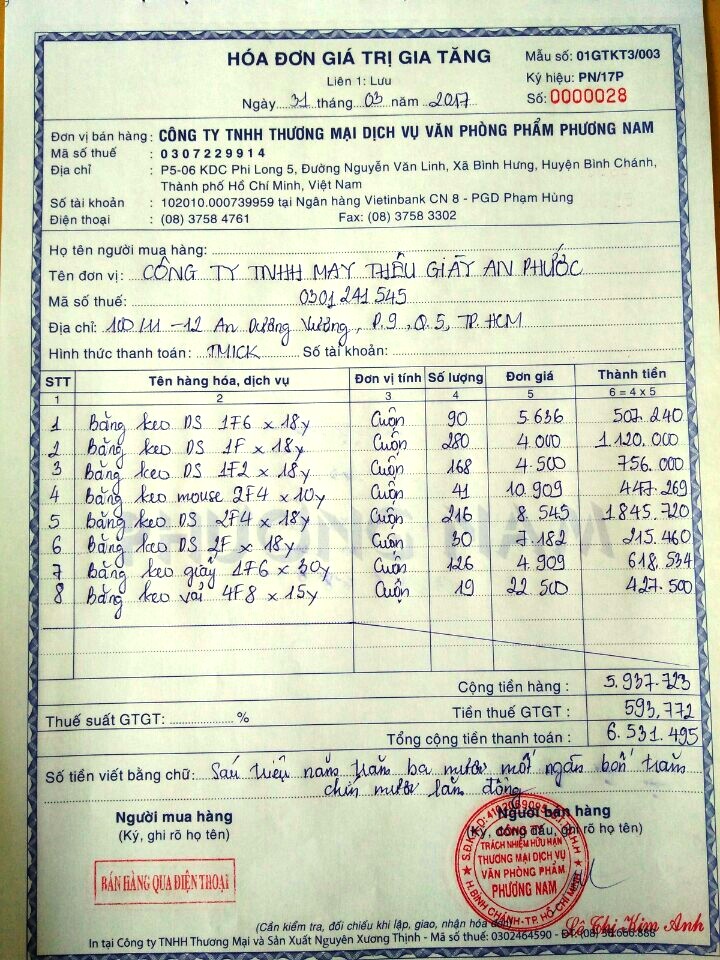 HÓA ĐƠN GIÁ TRỊ GIA TĂNG
Mẫu số: 01GTKT3/003
Liên 1: Lưu
Ký hiệu: PN/17P
Ngày 31 tháng 03 năm 2017
Số: 0000028
Đơn vị bán hàng : CÔNG TY TNHH THƯƠNG MẠI DỊCH VỤ VĂN PHÒNG PHẨM PHƯƠNG NAM
Mã số thuế : 0307229914
Địa chỉ : P5-06 KDC Phi Long 5, Đường Nguyễn Văn Linh, Xã Bình Hưng, Huyện Bình Chánh,
Thành phố Hồ Chí Minh, Việt Nam
Số tài khoản : 102010.000739959 tại Ngân hàng Vietinbank CN 8 - PGD Phạm Hùng
Điện thoại : (08) 3758 4761 Fax: (08) 3758 3302
Họ tên người mua hàng:
Tên đơn vị: CÔNG TY TNHH MAY THÊU GIÀY AN PHƯỚC
Mã số thuế: 0301241545
Địa chỉ: 100/11-12 An Dương Vương, P.9, Q.5, TP.HCM
Hình thức thanh toán: TM/CK Số tài khoản:
STT Tên hàng hóa, dịch vụ Đơn vị tính Số lượng Đơn giá Thành tiền
1 2 3 4 5 6 = 4 x 5
1 Băng keo DS 1F6 x 18y Cuộn 90 5.636 507.240
2 Băng keo DS 1F x 18y Cuộn 280 4.000 1.120.000
3 Băng keo DS 1F2 x 18y Cuộn 168 4.500 756.000
4 Băng keo mouse 2F4 x 10y Cuộn 41 10.909 447.269
5 Băng keo DS 2F4 x 18y Cuộn 216 8.545 1.845.720
6 Băng keo DS 2F x 18y Cuộn 30 7.182 215.460
7 Băng keo giấy 1F6 x 30y Cuộn 126 4.909 618.534
8 Băng keo vải 4F8 x 15y Cuộn 19 22.500 427.500
Cộng tiền hàng : 5.937.723
Thuế suất GTGT: % Tiền thuế GTGT : 593,772
Tổng cộng tiền thanh toán : 6.531.495
Số tiền viết bằng chữ: Sáu triệu năm trăm ba mươi mốt ngàn bốn trăm
chín mươi lăm đồng
Người mua hàng Người bán hàng
(Ký, ghi rõ họ tên) (Ký, đóng dấu, ghi rõ họ tên)
BÁN HÀNG QUA ĐIỆN THOẠI
CÔNG TY
TRÁCH NHIỆM HỮU HẠN
THƯƠNG MẠI DỊCH VỤ
VĂN PHÒNG PHẨM
PHƯƠNG NAM
H.BÌNH CHÁNH-TP. HỒ CHÍ MINH
Lê Thị Kim Anh
(Cần kiểm tra, đối chiếu khi lập, giao, nhận hóa đơn)
In tại Công ty TNHH Thương Mại và Sản Xuất Nguyên Xương Thịnh - Mã số thuế: 0302464590 - ĐT: (08)